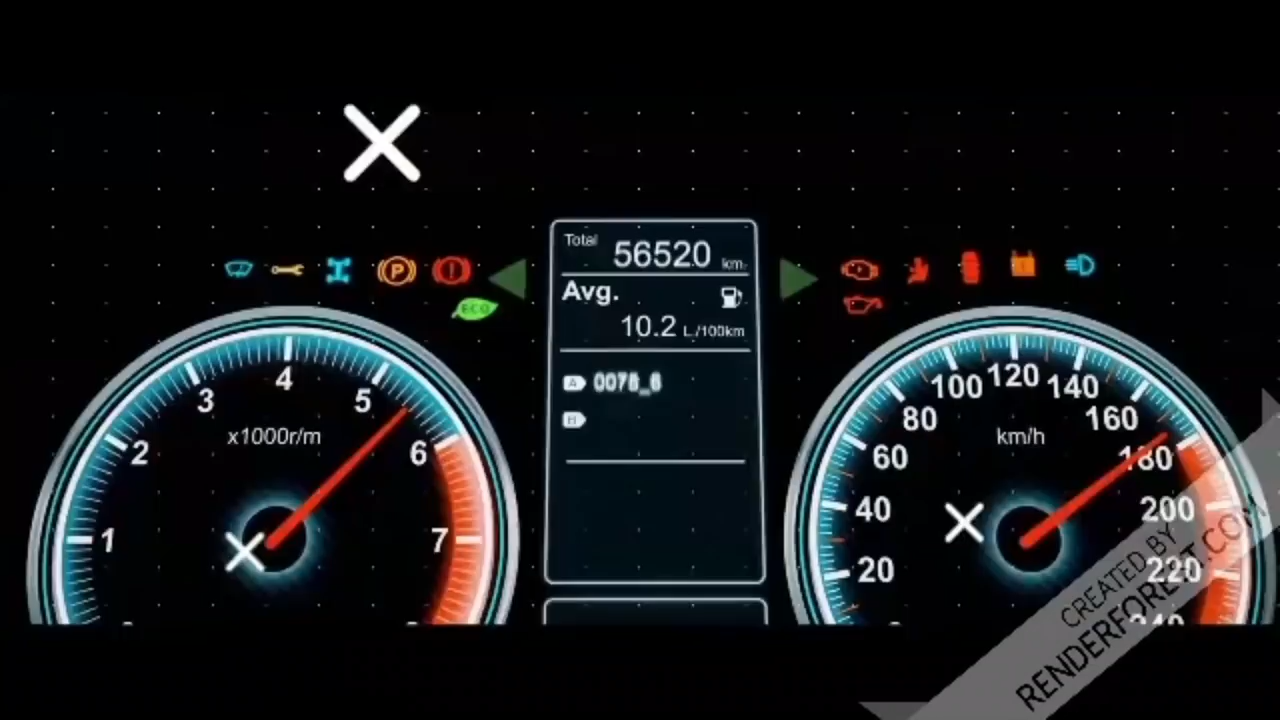 Total 56520 km
Avg.
10.2 L./100km
A
H
ECO
P
3 4 5
2 6
x1000r/m
1 7
100 120 140
80 160
km/h
60 180
40 200
20 220
240
CREATED BY
RENDERFOREST.COM